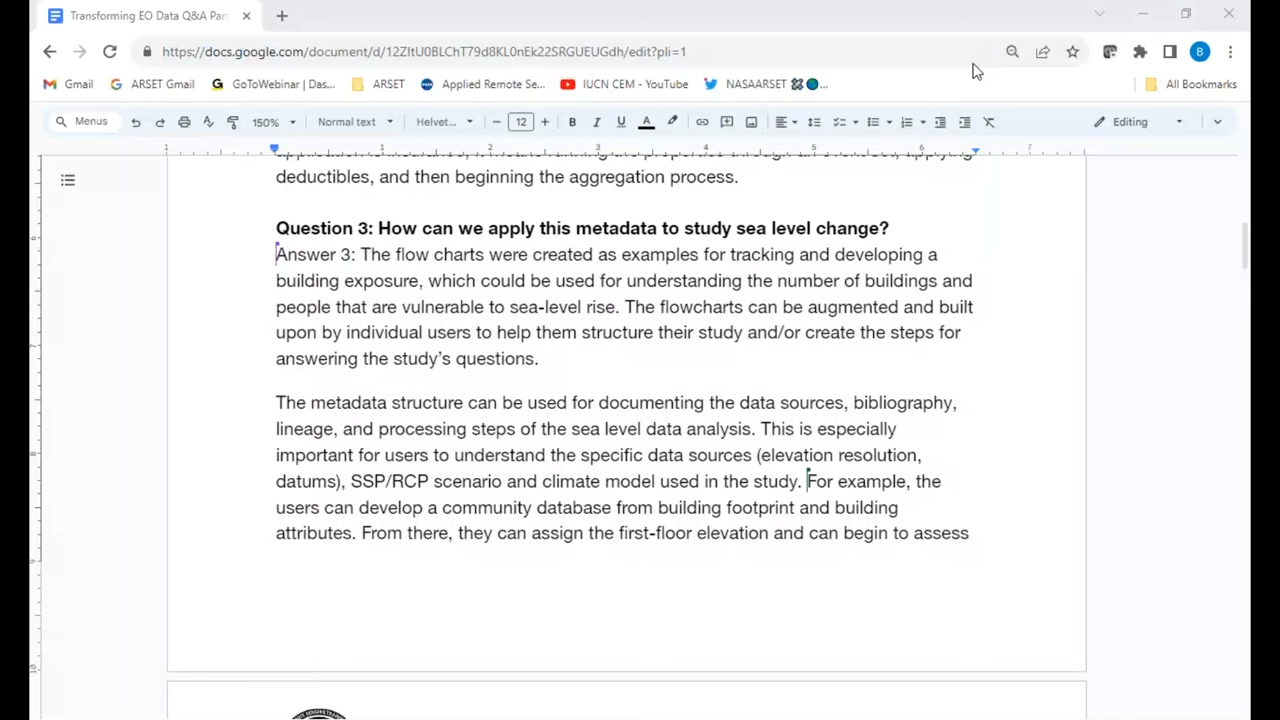 Transforming EO Data Q&A Par
https://docs.google.com/document/d/12ZItU0BLChT79d8KL0nEk22SRGUEUGdh/edit?pli=1
B
Gmail ARSET Gmail GoToWebinar | Das... ARSET Applied Remote Se... IUCN CEM - YouTube NASAARSET All Bookmarks
Menus 150% Normal text Helvet... 12 B I U A Editing
1 1 2 3 4 5 6 7
deductibles, and then beginning the aggregation process.
Question 3: How can we apply this metadata to study sea level change?
Answer 3: The flow charts were created as examples for tracking and developing a
building exposure, which could be used for understanding the number of buildings and
people that are vulnerable to sea-level rise. The flowcharts can be augmented and built
upon by individual users to help them structure their study and/or create the steps for
answering the study's questions.
The metadata structure can be used for documenting the data sources, bibliography,
lineage, and processing steps of the sea level data analysis. This is especially
important for users to understand the specific data sources (elevation resolution,
datums), SSP/RCP scenario and climate model used in the study. For example, the
users can develop a community database from building footprint and building
attributes. From there, they can assign the first-floor elevation and can begin to assess